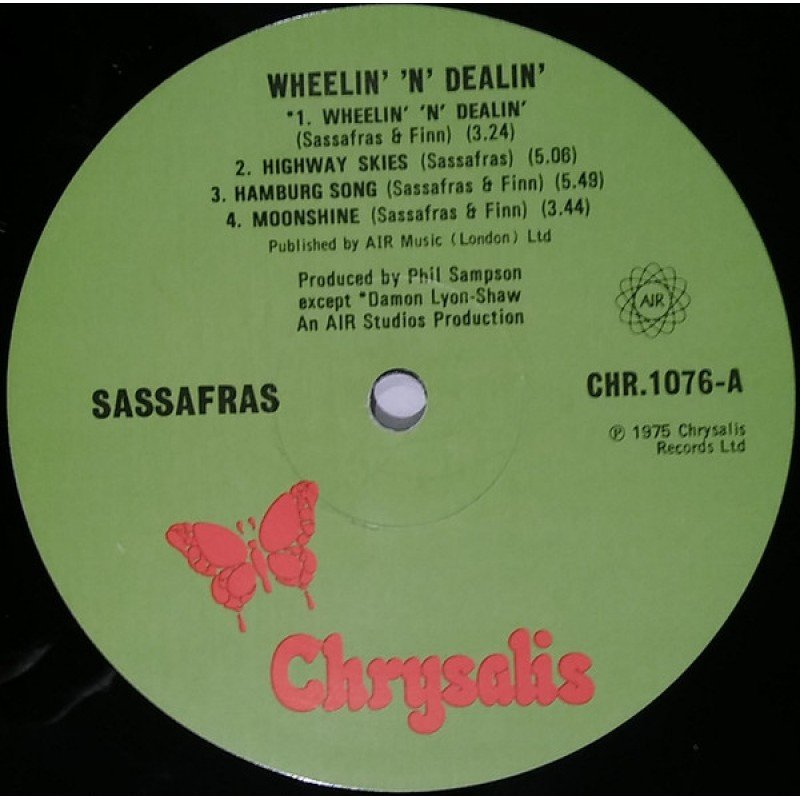 WHEELIN' 'N' DEALIN'
*1. WHEELIN' 'N' DEALIN'
(Sassafras & Finn) (3.24)
2. HIGHWAY SKIES (Sassafras) (5.06)
3. HAMBURG SONG (Sassafras & Finn) (5.49)
4. MOONSHINE (Sassafras & Finn) (3.44)
Published by AIR Music (London) Ltd
Produced by Phil Sampson
except *Damon Lyon-Shaw
An AIR Studios Production
AIR
SASSAFRAS
CHR.1076-A
℗ 1975 Chrysalis
Records Ltd
Chrysalis